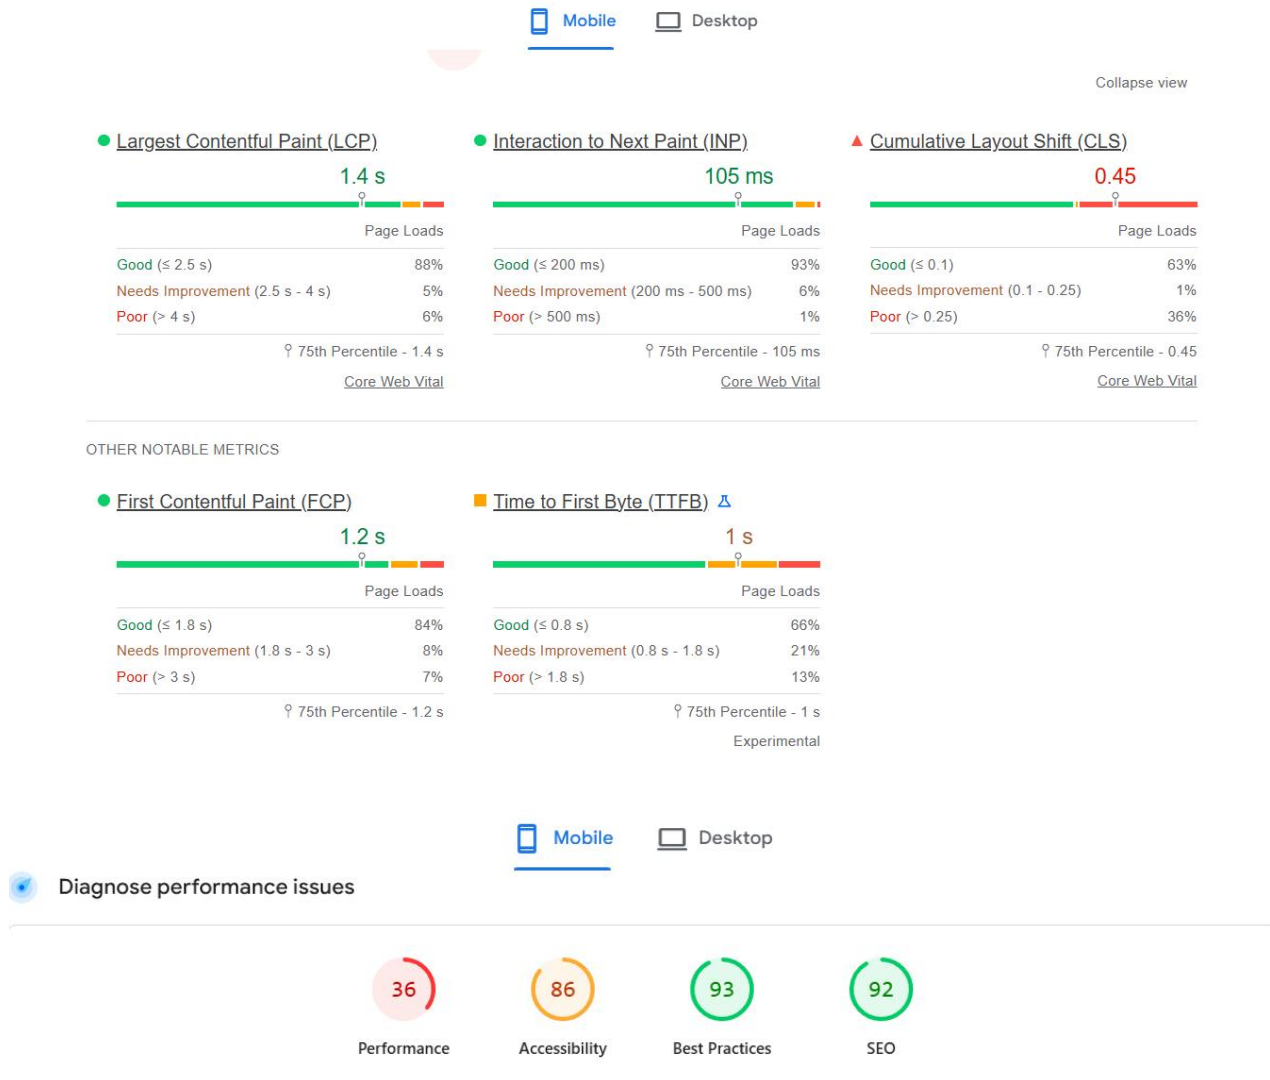 Mobile Desktop
Collapse view
Largest Contentful Paint (LCP)
1.4 s
Page Loads
Good (≤ 2.5 s) 88%
Needs Improvement (2.5 s - 4 s) 5%
Poor (> 4 s) 6%
75th Percentile - 1.4 s
Core Web Vital
Interaction to Next Paint (INP)
105 ms
Page Loads
Good (≤ 200 ms) 93%
Needs Improvement (200 ms - 500 ms) 6%
Poor (> 500 ms) 1%
75th Percentile - 105 ms
Core Web Vital
Cumulative Layout Shift (CLS)
0.45
Page Loads
Good (≤ 0.1) 63%
Needs Improvement (0.1 - 0.25) 1%
Poor (> 0.25) 36%
75th Percentile - 0.45
Core Web Vital
OTHER NOTABLE METRICS
First Contentful Paint (FCP)
1.2 s
Page Loads
Good (≤ 1.8 s) 84%
Needs Improvement (1.8 s - 3 s) 8%
Poor (> 3 s) 7%
75th Percentile - 1.2 s
Time to First Byte (TTFB)
1 s
Page Loads
Good (≤ 0.8 s) 66%
Needs Improvement (0.8 s - 1.8 s) 21%
Poor (> 1.8 s) 13%
75th Percentile - 1 s
Experimental
Mobile Desktop
Diagnose performance issues
36 86 93 92
Performance Accessibility Best Practices SEO